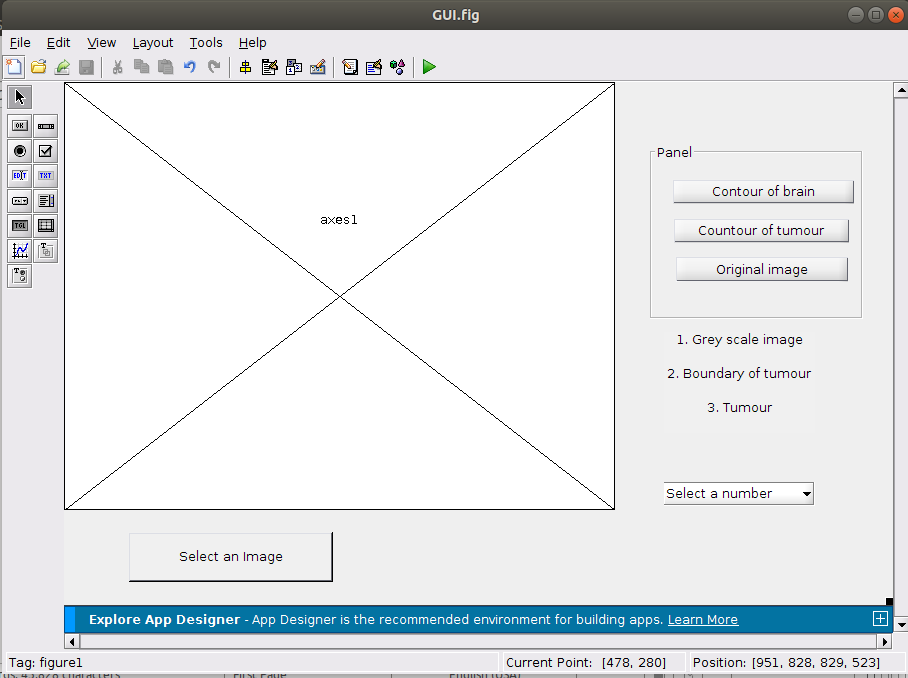 GUI.fig
File Edit View Layout Tools Help
OK
EDIT TXT
TGL
axes1
Panel
Contour of brain
Countour of tumour
Original image
1. Grey scale image
2. Boundary of tumour
3. Tumour
Select a number
Select an Image
Explore App Designer - App Designer is the recommended environment for building apps. Learn More
Tag: figure1 Current Point: [478, 280] Position: [951, 828, 829, 523]